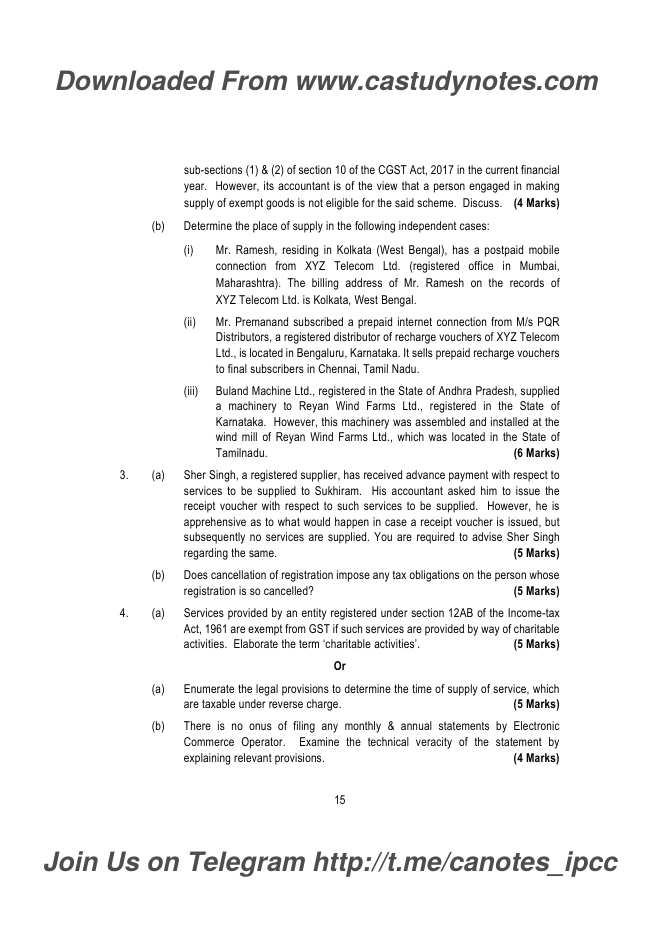 Downloaded From www.castudynotes.com
sub-sections (1) & (2) of section 10 of the CGST Act, 2017 in the current financial
year. However, its accountant is of the view that a person engaged in making
supply of exempt goods is not eligible for the said scheme. Discuss. (4 Marks)
(b) Determine the place of supply in the following independent cases:
(i) Mr. Ramesh, residing in Kolkata (West Bengal), has a postpaid mobile
connection from XYZ Telecom Ltd. (registered office in Mumbai,
Maharashtra). The billing address of Mr. Ramesh on the records of
XYZ Telecom Ltd. is Kolkata, West Bengal.
(ii) Mr. Premanand subscribed a prepaid internet connection from M/s PQR
Distributors, a registered distributor of recharge vouchers of XYZ Telecom
Ltd., is located in Bengaluru, Karnataka. It sells prepaid recharge vouchers
to final subscribers in Chennai, Tamil Nadu.
(iii) Buland Machine Ltd., registered in the State of Andhra Pradesh, supplied
a machinery to Reyan Wind Farms Ltd., registered in the State of
Karnataka. However, this machinery was assembled and installed at the
wind mill of Reyan Wind Farms Ltd., which was located in the State of
Tamilnadu. (6 Marks)
3. (a) Sher Singh, a registered supplier, has received advance payment with respect to
services to be supplied to Sukhiram. His accountant asked him to issue the
receipt voucher with respect to such services to be supplied. However, he is
apprehensive as to what would happen in case a receipt voucher is issued, but
subsequently no services are supplied. You are required to advise Sher Singh
regarding the same. (5 Marks)
(b) Does cancellation of registration impose any tax obligations on the person whose
registration is so cancelled? (5 Marks)
4. (a) Services provided by an entity registered under section 12AB of the Income-tax
Act, 1961 are exempt from GST if such services are provided by way of charitable
activities. Elaborate the term ‘charitable activities’. (5 Marks)
Or
(a) Enumerate the legal provisions to determine the time of supply of service, which
are taxable under reverse charge. (5 Marks)
(b) There is no onus of filing any monthly & annual statements by Electronic
Commerce Operator. Examine the technical veracity of the statement by
explaining relevant provisions. (4 Marks)
15
Join Us on Telegram http://t.me/canotes_ipcc